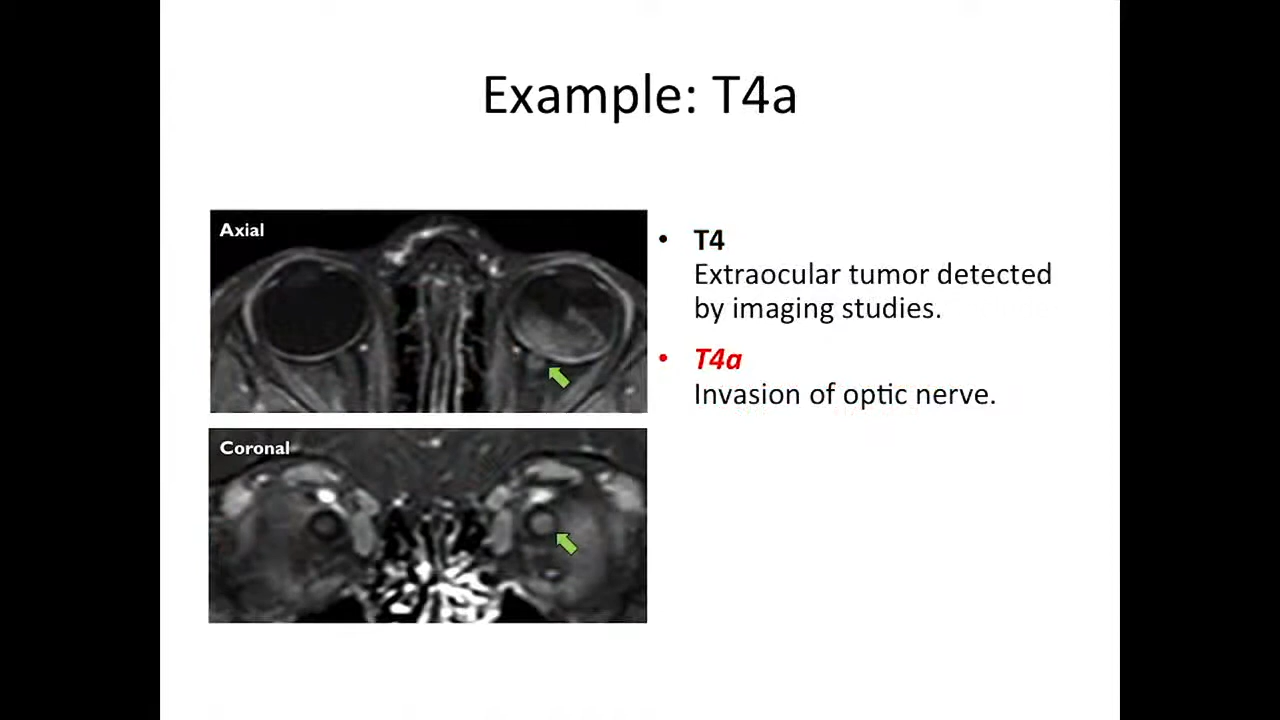 Example: T4a
Axial
Coronal
• T4
Extraocular tumor detected
by imaging studies.
• T4a
Invasion of optic nerve.